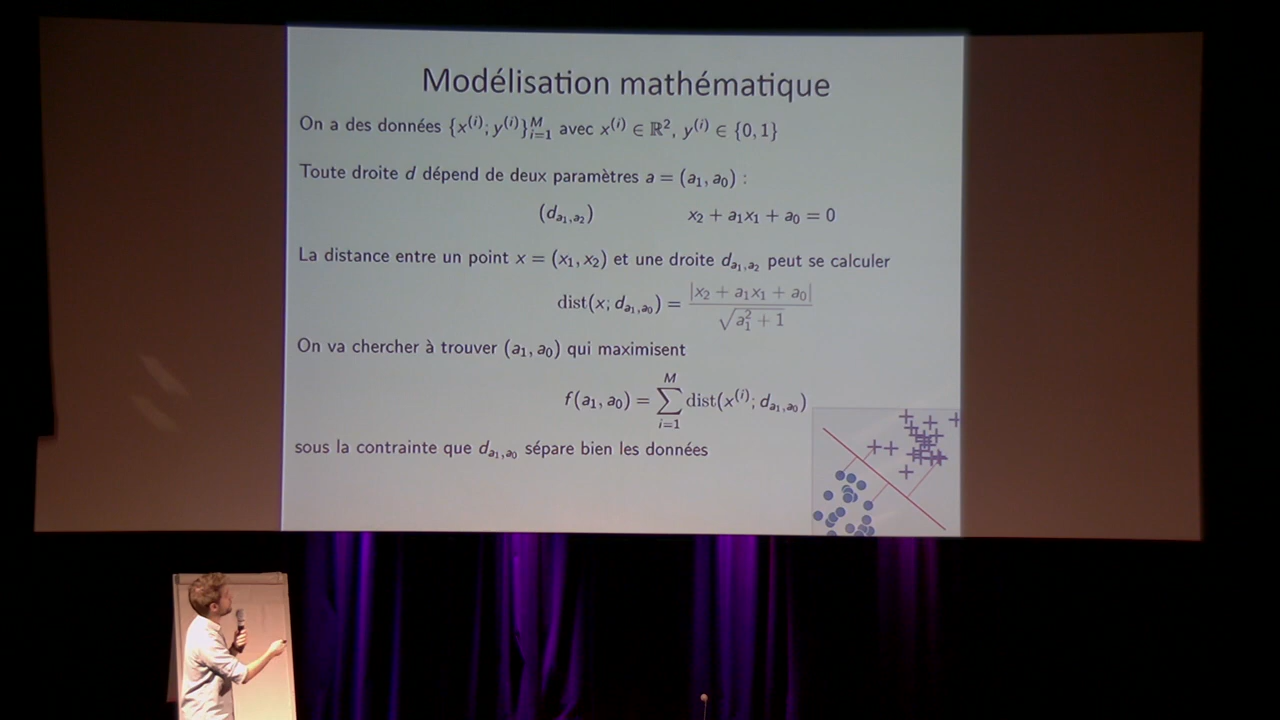 Modélisation mathématique
On a des données {x⁽ⁱ⁾; y⁽ⁱ⁾}ᵢ₌₁ᴹ avec x⁽ⁱ⁾ ∈ ℝ², y⁽ⁱ⁾ ∈ {0, 1}
Toute droite d dépend de deux paramètres a = (a₁, a₀) :
(d_{a₁,a₂}) x₂ + a₁x₁ + a₀ = 0
La distance entre un point x = (x₁, x₂) et une droite d_{a₁,a₂} peut se calculer
dist(x; d_{a₁,a₀}) = |x₂ + a₁x₁ + a₀| / √(a₁² + 1)
On va chercher à trouver (a₁, a₀) qui maximisent
f(a₁, a₀) = ∑_{i=1}^{M} dist(x⁽ⁱ⁾; d_{a₁,a₀})
sous la contrainte que d_{a₁,a₀} sépare bien les données